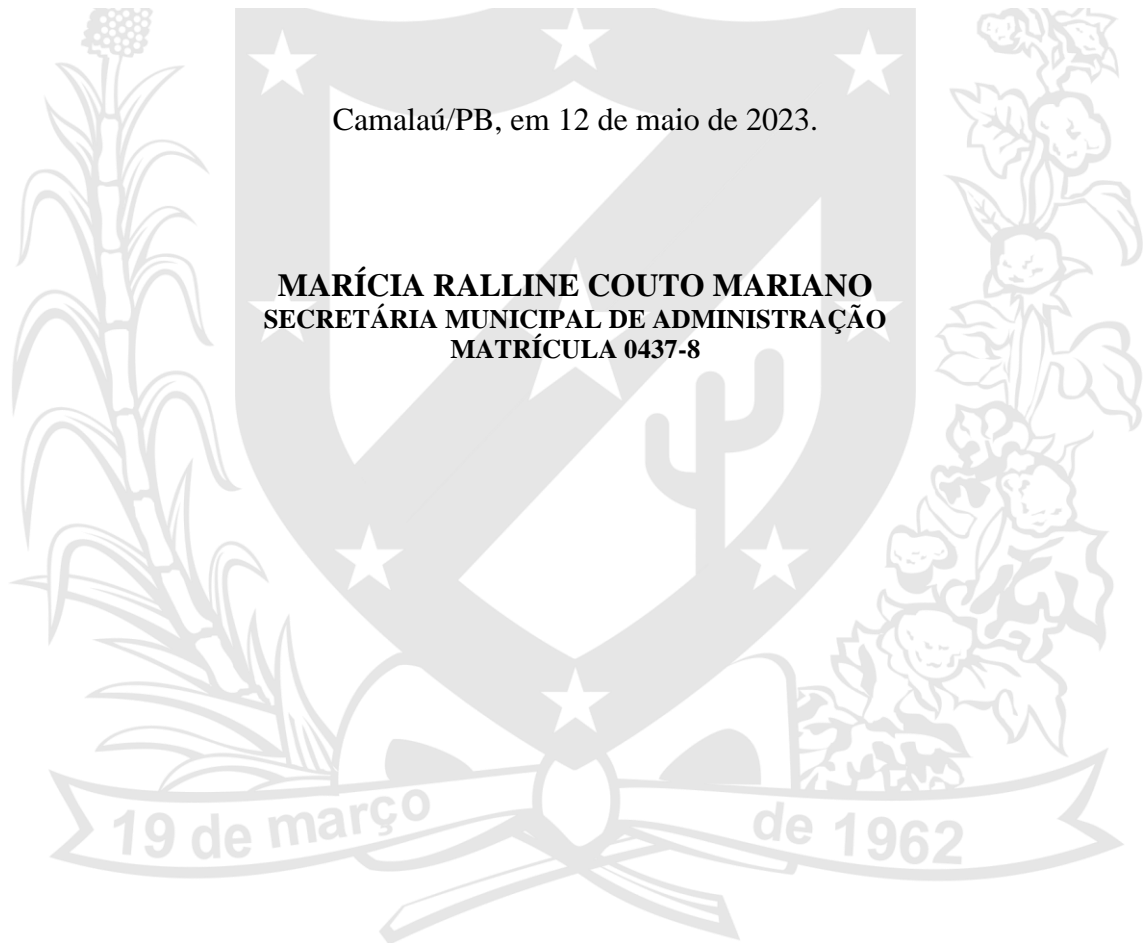 Camalaú/PB, em 12 de maio de 2023.
MARÍCIA RALLINE COUTO MARIANO
SECRETÁRIA MUNICIPAL DE ADMINISTRAÇÃO
MATRÍCULA 0437-8
19 de março de 1962